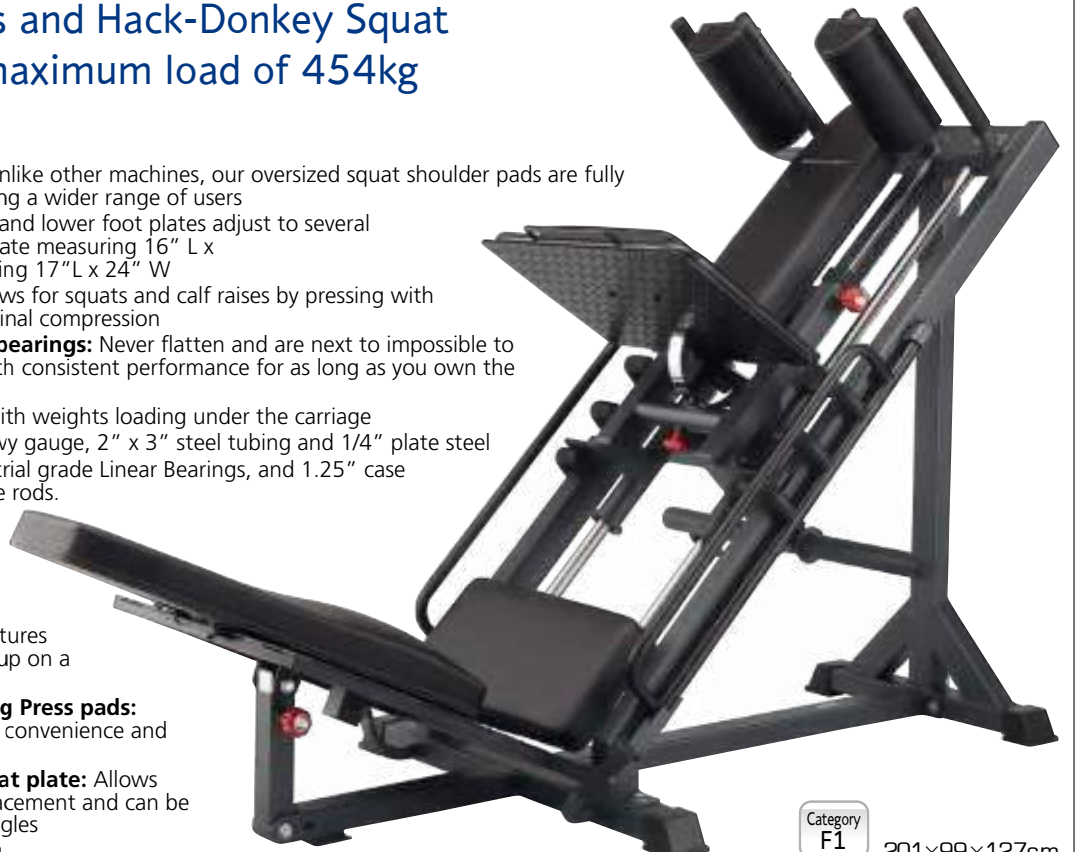 s and Hack-Donkey Squat
maximum load of 454kg
nlike other machines, our oversized squat shoulder pads are fully
ng a wider range of users
and lower foot plates adjust to several
ate measuring 16” L x
ing 17”L x 24” W
ws for squats and calf raises by pressing with
inal compression
bearings: Never flatten and are next to impossible to
th consistent performance for as long as you own the
ith weights loading under the carriage
vy gauge, 2” x 3” steel tubing and 1/4” plate steel
trial grade Linear Bearings, and 1.25” case
e rods.
tures
up on a
g Press pads:
convenience and
at plate: Allows
acement and can be
gles
Category
F1
201×99×137cm